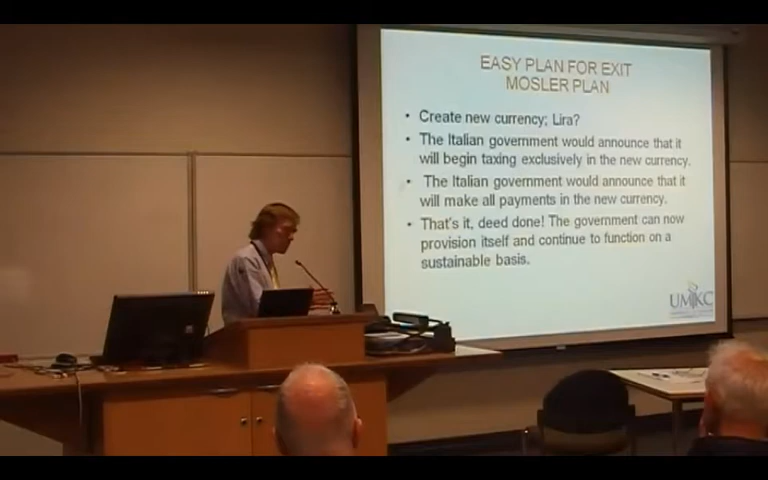 EASY PLAN FOR EXIT
MOSLER PLAN
• Create new currency; Lira?
• The Italian government would announce that it
will begin taxing exclusively in the new currency.
• The Italian government would announce that it
will make all payments in the new currency.
• That's it, deed done! The government can now
provision itself and continue to function on a
sustainable basis.
UMKC